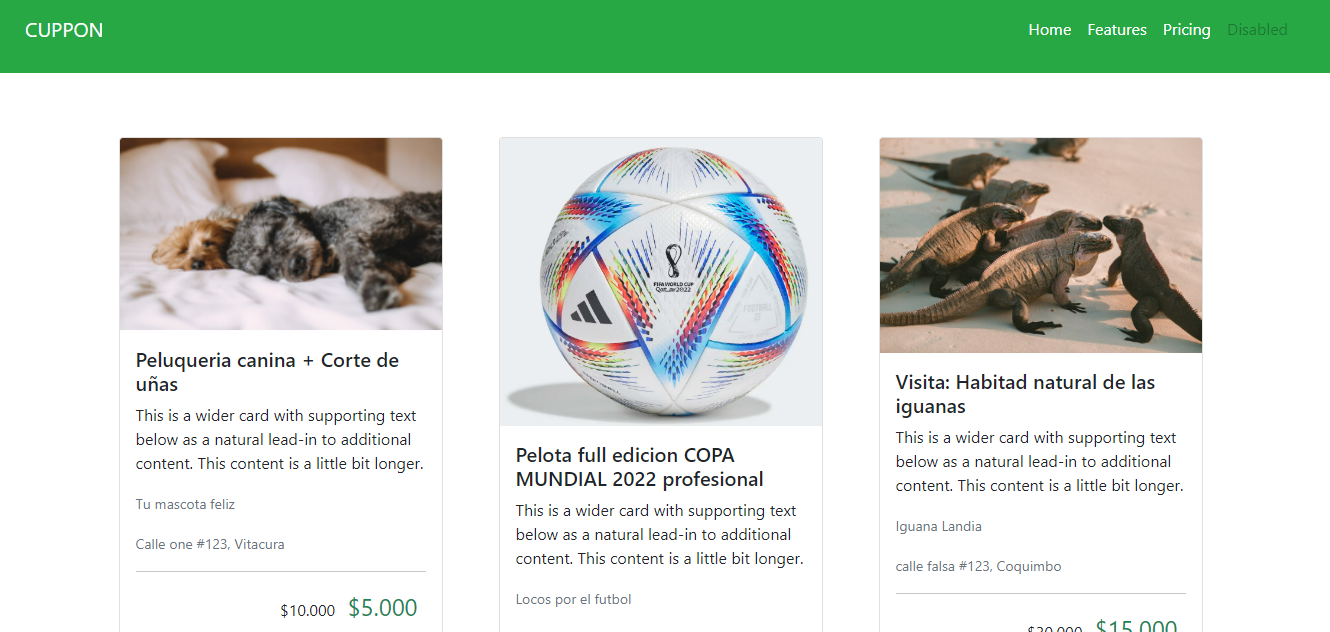 CUPPON
Home Features Pricing Disabled
Peluqueria canina + Corte de
uñas
This is a wider card with supporting text
below as a natural lead-in to additional
content. This content is a little bit longer.
Tu mascota feliz
Calle one #123, Vitacura
$10.000 $5.000
FIFA WORLD CUP
Qatar2022
Pelota full edicion COPA
MUNDIAL 2022 profesional
This is a wider card with supporting text
below as a natural lead-in to additional
content. This content is a little bit longer.
Locos por el futbol
Visita: Habitad natural de las
iguanas
This is a wider card with supporting text
below as a natural lead-in to additional
content. This content is a little bit longer.
Iguana Landia
calle falsa #123, Coquimbo
$15.000